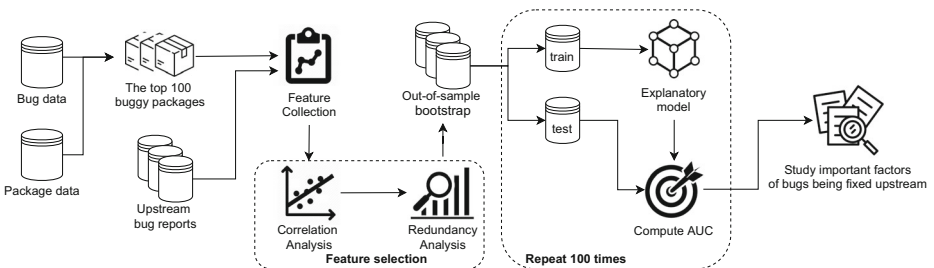 Bug data
Package data
The top 100
buggy packages
Upstream
bug reports
Feature
Collection
Correlation
Analysis
Redundancy
Analysis
Feature selection
Out-of-sample
bootstrap
train
test
Explanatory
model
Compute AUC
Repeat 100 times
Study important factors
of bugs being fixed upstream